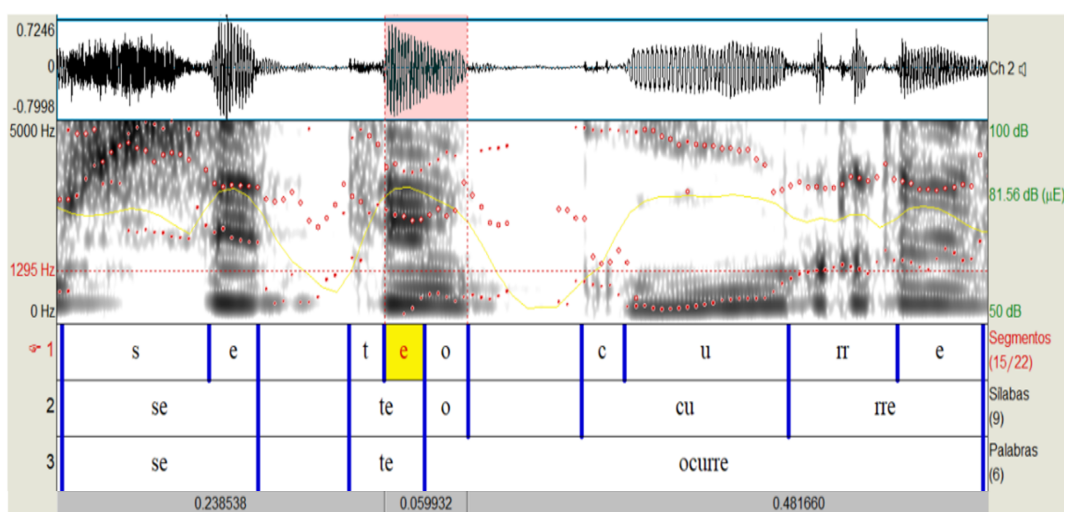 0.7246
0
-0.7998
Ch 2
5000 Hz
100 dB
81.56 dB (µE)
1295 Hz
0 Hz
50 dB
1 s e t e o c u rr e Segmentos
(15/22)
2 se te o cu rre Sílabas
(9)
3 se te ocurre Palabras
(6)
0.238538 0.059932 0.481660